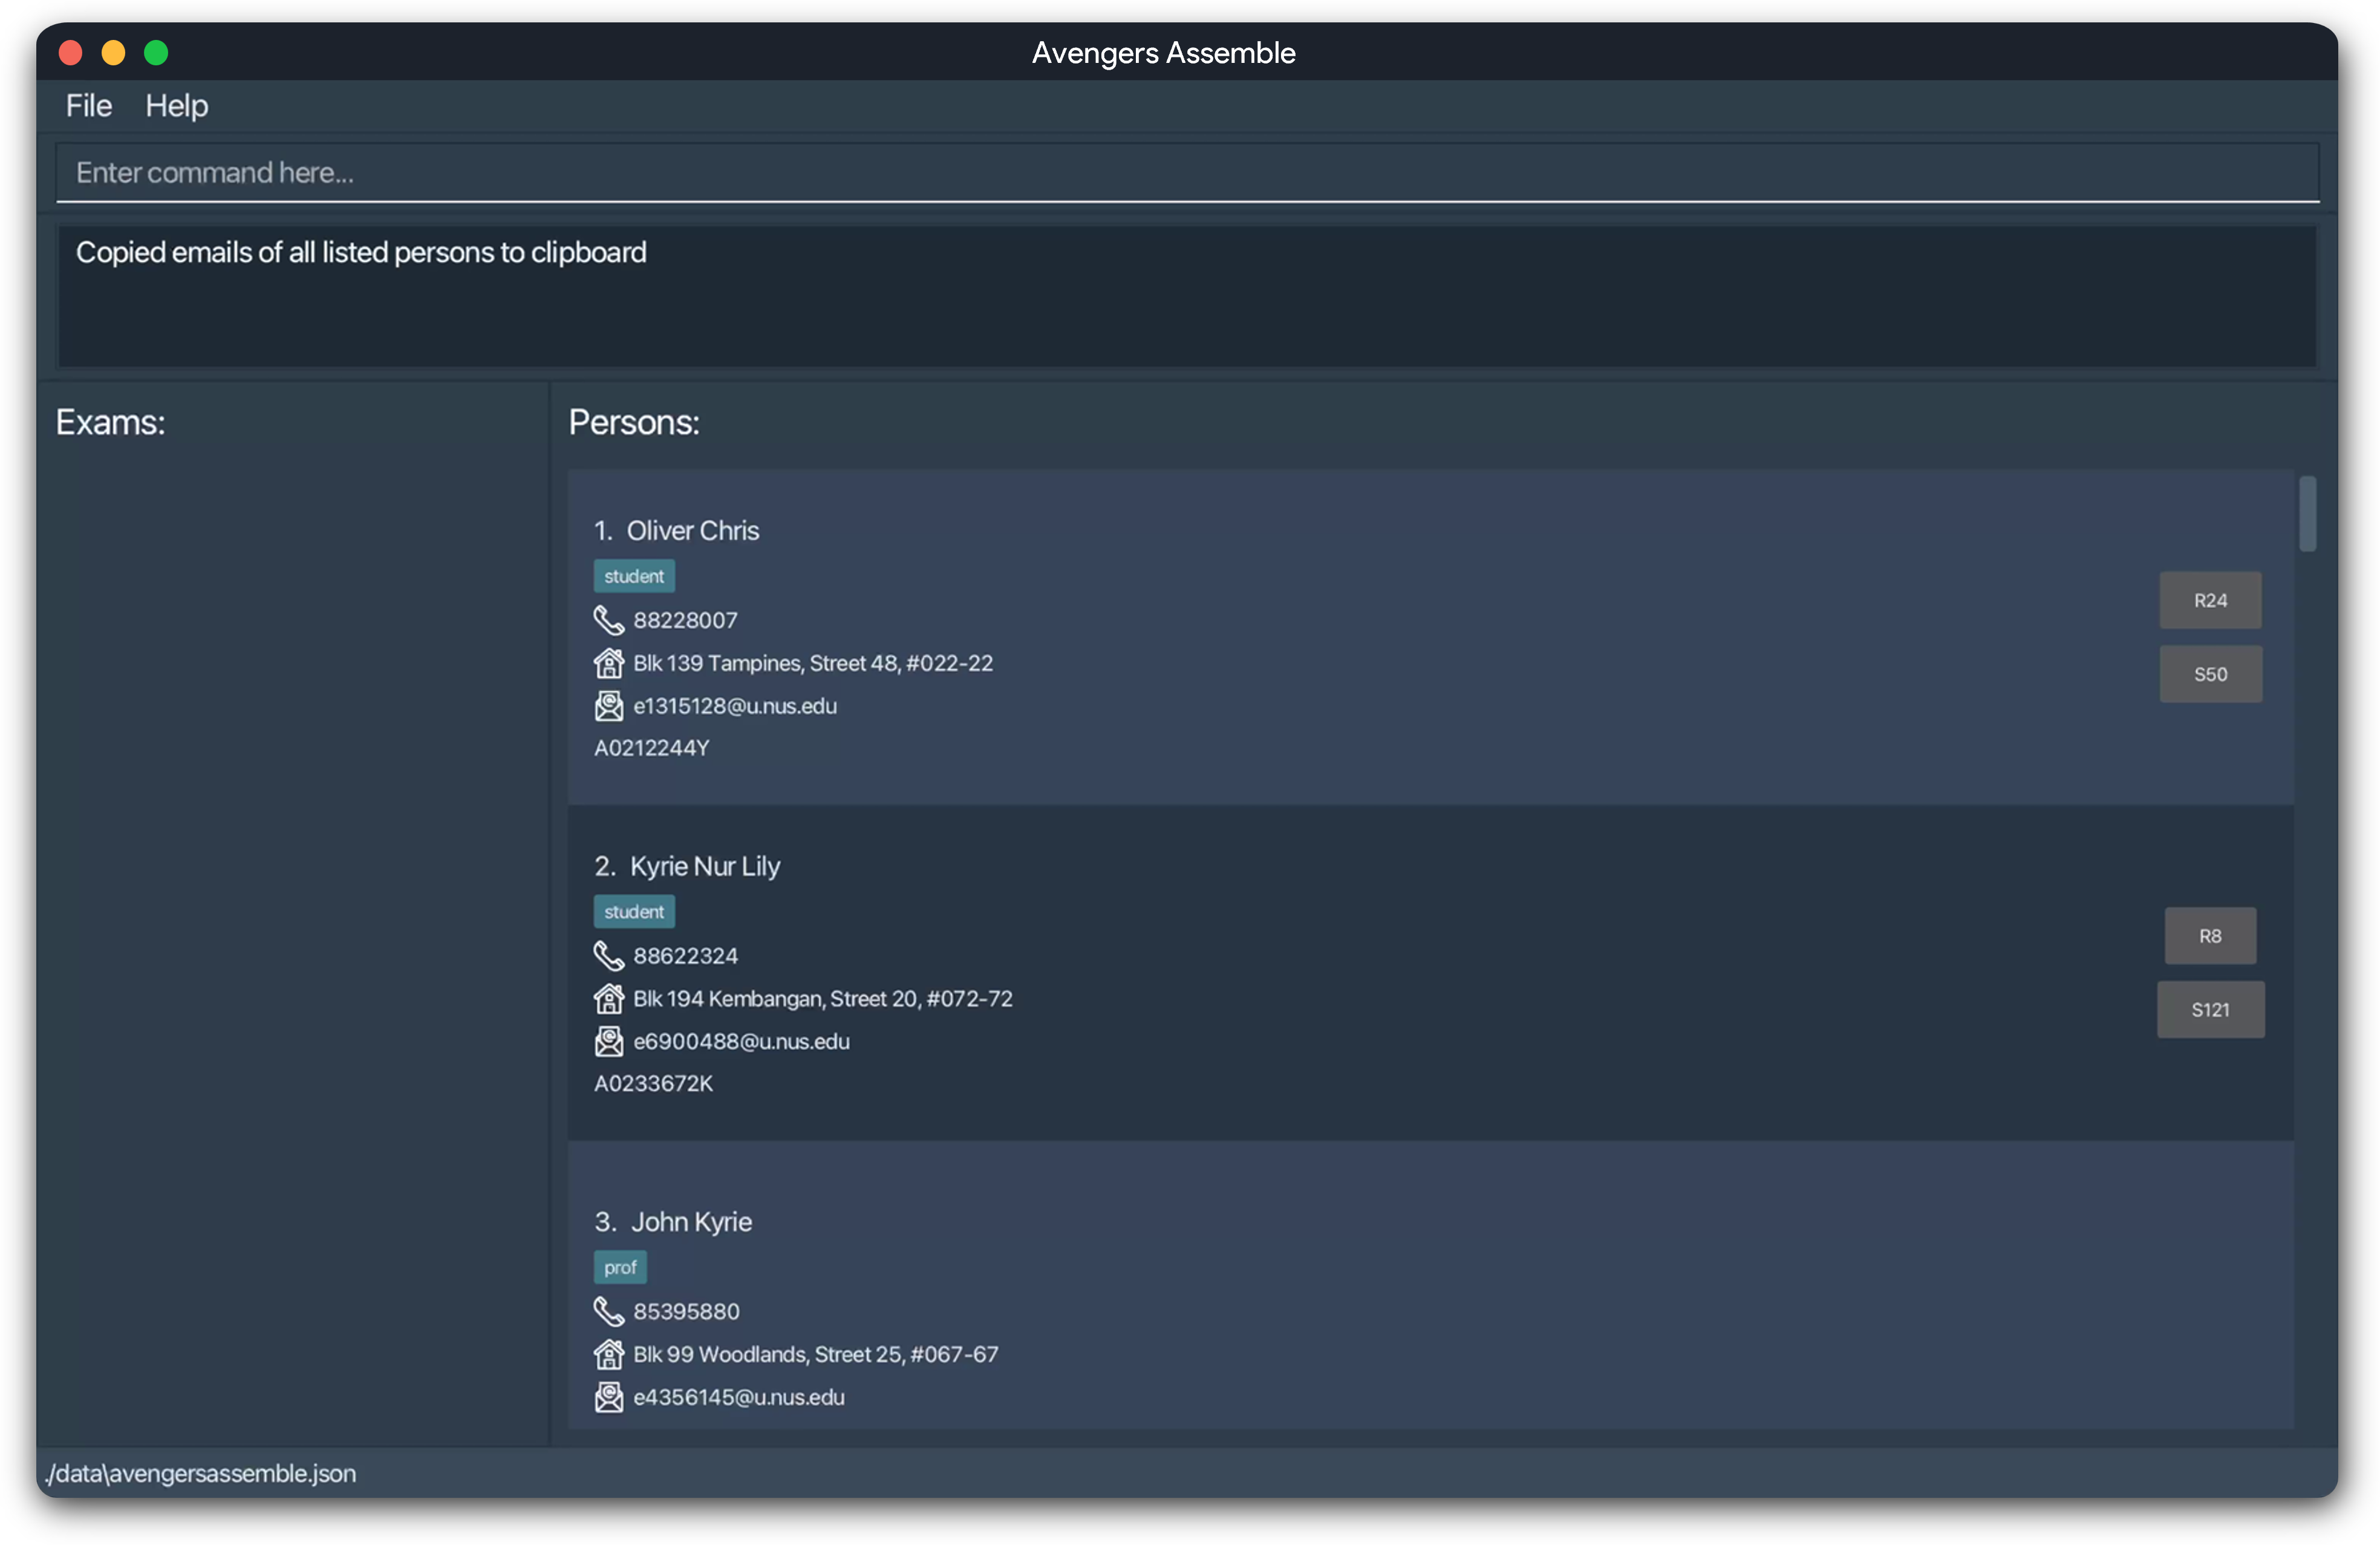 Avengers Assemble
File Help
Enter command here...
Copied emails of all listed persons to clipboard
Exams:
Persons:
1. Oliver Chris
student
88228007
Blk 139 Tampines, Street 48, #022-22
e1315128@u.nus.edu
A0212244Y
R24
S50
2. Kyrie Nur Lily
student
88622324
Blk 194 Kembangan, Street 20, #072-72
e6900488@u.nus.edu
A0233672K
R8
S121
3. John Kyrie
prof
85395880
Blk 99 Woodlands, Street 25, #067-67
e4356145@u.nus.edu
./data\avengersassemble.json